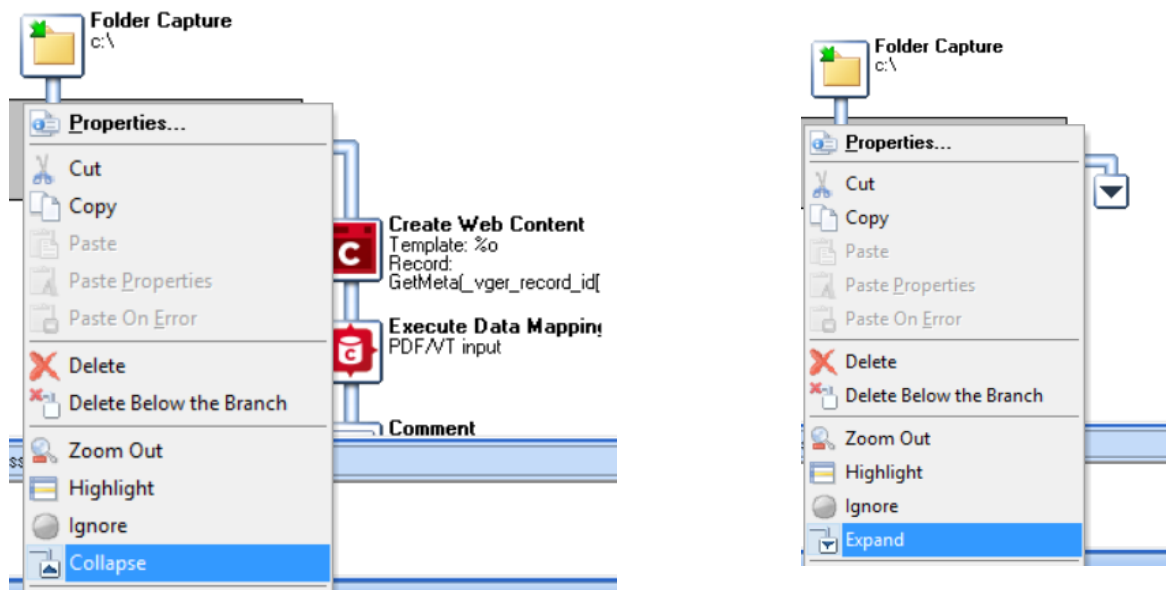 Folder Capture
c:\
Properties...
Cut
Copy
Paste
Paste Properties
Paste On Error
Delete
Delete Below the Branch
Zoom Out
Highlight
Ignore
Collapse
Create Web Content
Template: %o
Record:
GetMeta(_vger_record_id[
Execute Data Mapping
PDF/VT input
Comment
Folder Capture
c:\
Properties...
Cut
Copy
Paste
Paste Properties
Paste On Error
Delete
Delete Below the Branch
Zoom Out
Highlight
Ignore
Expand